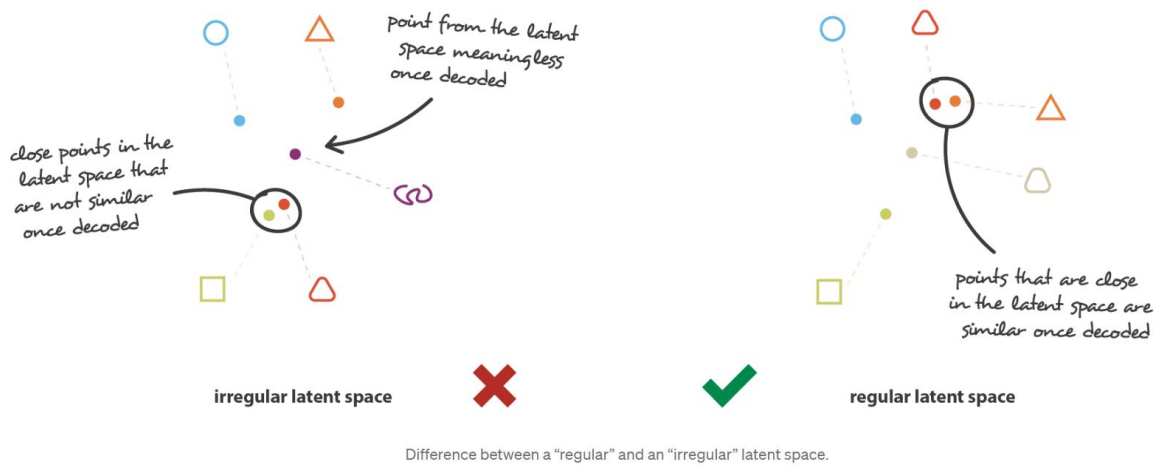 point from the latent
space meaningless
once decoded
close points in the
latent space that
are not similar
once decoded
points that are close
in the latent space are
similar once decoded
irregular latent space
regular latent space
Difference between a “regular” and an “irregular” latent space.